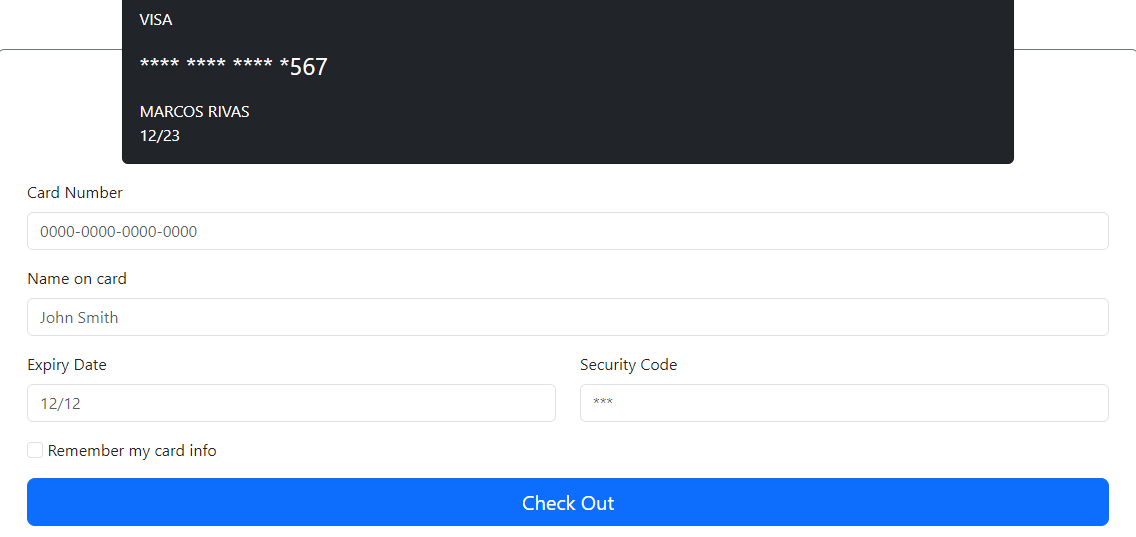 VISA
**** **** **** *567
MARCOS RIVAS
12/23
Card Number
0000-0000-0000-0000
Name on card
John Smith
Expiry Date Security Code
12/12 ***
Remember my card info
Check Out